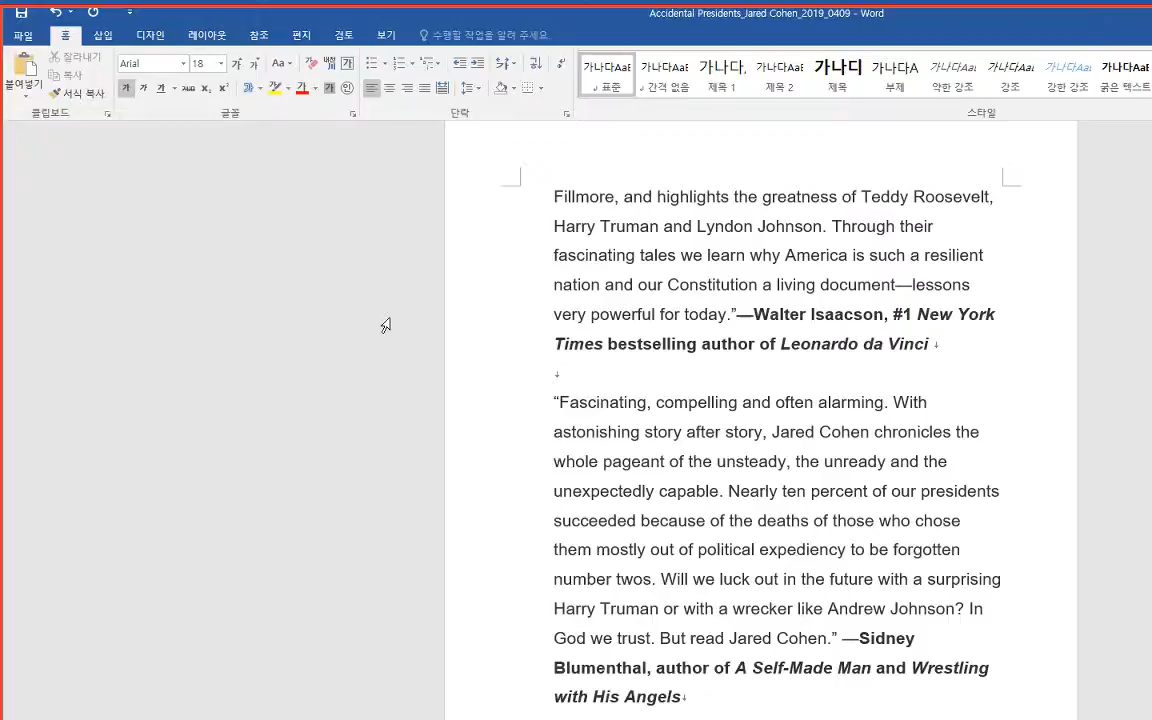 Accidental Presidents_Jared Cohen_2019_0409 - Word
파일 홈 삽입 디자인 레이아웃 참조 편지 검토 보기 수행할 작업을 알려 주세요.
잘라내기
붙여넣기 복사
서식 복사
Arial 18 Aa
가나다AaE 가나다AaE 가나다, 가나다AaE 가나디 가나다A 가나다Aa 가나다Aa 가나다Aa 가나다Aa
표준 간격 없음 제목 1 제목 2 제목 부제 약한 강조 강조 강한 강조 굵은 텍스트
클립보드 글꼴 단락 스타일
Fillmore, and highlights the greatness of Teddy Roosevelt,
Harry Truman and Lyndon Johnson. Through their
fascinating tales we learn why America is such a resilient
nation and our Constitution a living document—lessons
very powerful for today.”—Walter Isaacson, #1 New York
Times bestselling author of Leonardo da Vinci
“Fascinating, compelling and often alarming. With
astonishing story after story, Jared Cohen chronicles the
whole pageant of the unsteady, the unready and the
unexpectedly capable. Nearly ten percent of our presidents
succeeded because of the deaths of those who chose
them mostly out of political expediency to be forgotten
number twos. Will we luck out in the future with a surprising
Harry Truman or with a wrecker like Andrew Johnson? In
God we trust. But read Jared Cohen.” —Sidney
Blumenthal, author of A Self-Made Man and Wrestling
with His Angels